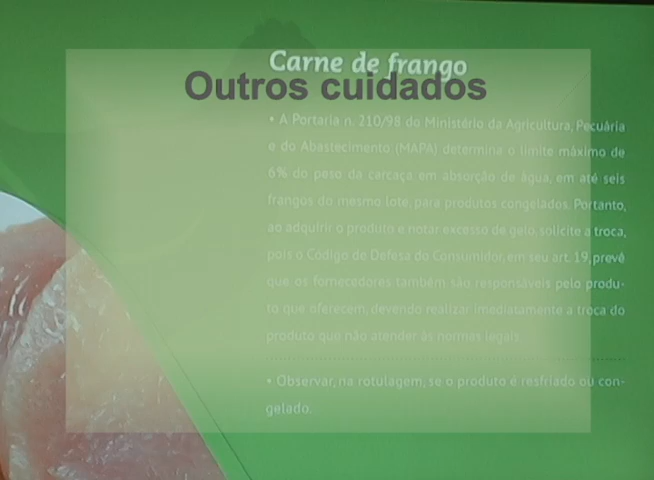 Carne de frango
Outros cuidados
• A Portaria n. 210/98 do Ministério da Agricultura, Pecuária
e do Abastecimento (MAPA) determina o limite máximo de
6% do peso da carcaça em absorção de água, em até seis
frangos do mesmo lote, para produtos congelados. Portanto,
ao adquirir o produto e notar excesso de gelo, solicite a troca,
pois o Código de Defesa do Consumidor, em seu art. 19, prevê
que os fornecedores também são responsáveis pelo produ-
to que oferecem, devendo realizar imediatamente a troca do
produto que não atender às normas legais.
• Observar, na rotulagem, se o produto é resfriado ou con-
gelado.